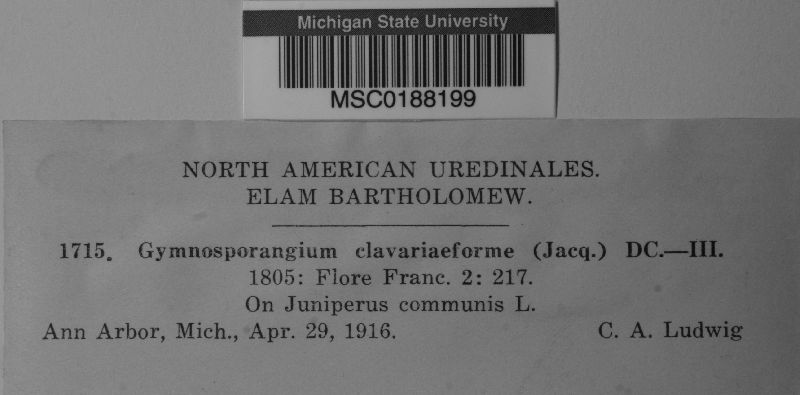 Michigan State University
MSC0188199
NORTH AMERICAN UREDINALES.
ELAM BARTHOLOMEW.
1715. Gymnosporangium clavariaeforme (Jacq.) DC.—III.
1805: Flore Franc. 2: 217.
On Juniperus communis L.
Ann Arbor, Mich., Apr. 29, 1916. C. A. Ludwig